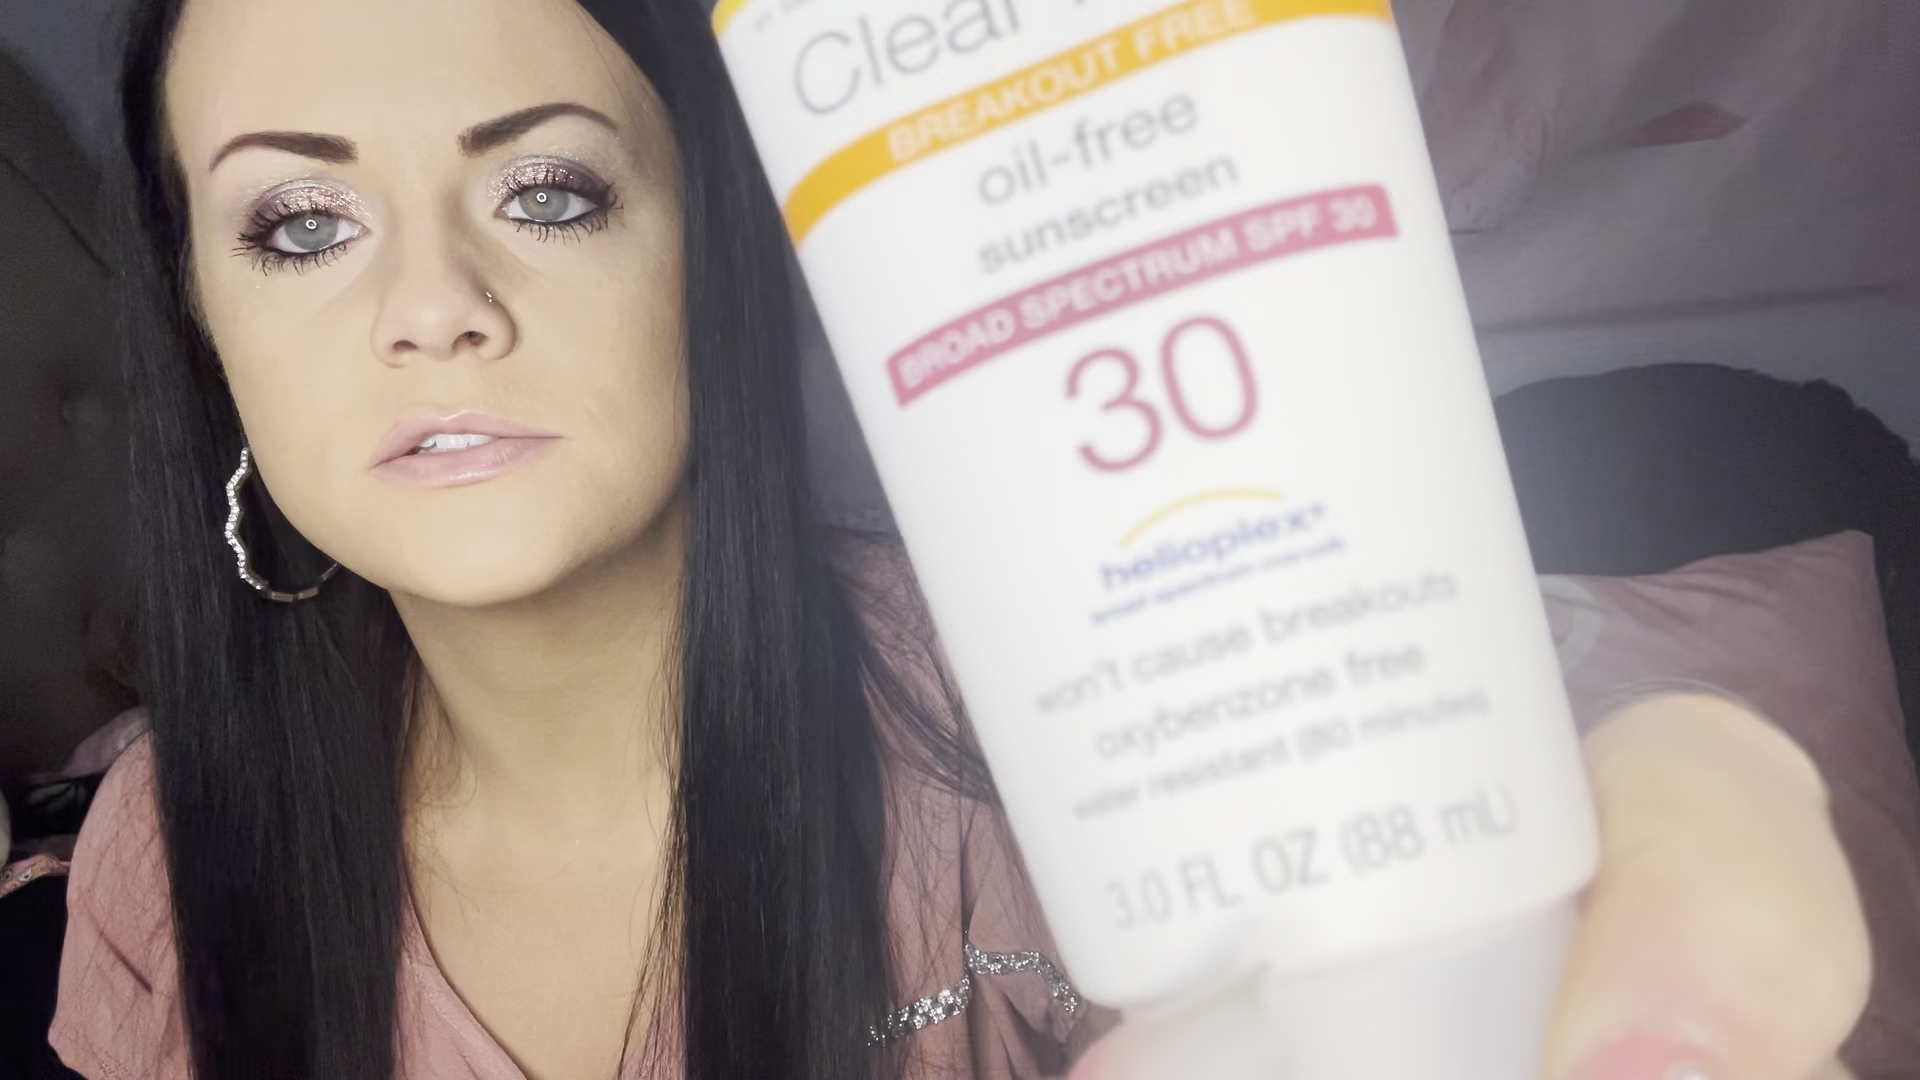 Clear
BREAKOUT FREE
oil-free
sunscreen
BROAD SPECTRUM SPF 30
30
helioplex®
won't cause breakouts
oxybenzone free
water resistant (80 minutes)
3.0 FL OZ (88 mL)